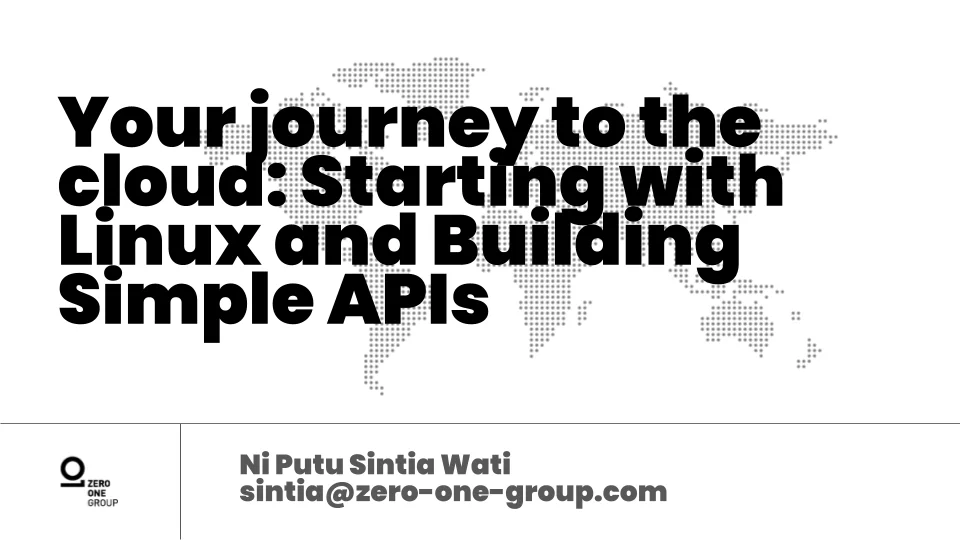 Your journey to the
cloud: Starting with
Linux and Building
Simple APIs
ZERO
ONE
GROUP
Ni Putu Sintia Wati
sintia@zero-one-group.com